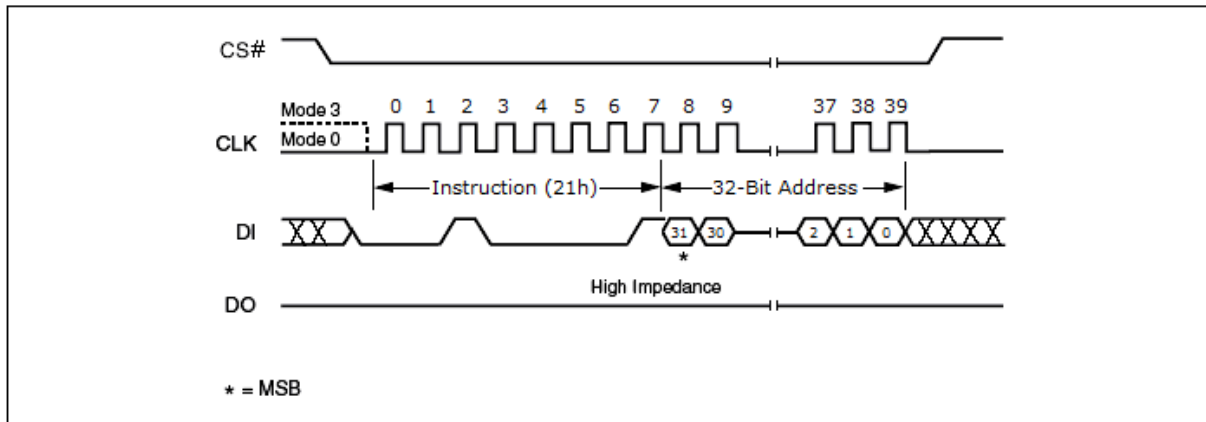 CS#
Mode 3
0 1 2 3 4 5 6 7 8 9 37 38 39
CLK Mode 0
Instruction (21h) 32-Bit Address
DI 31 30 2 1 0
*
High Impedance
DO
* = MSB